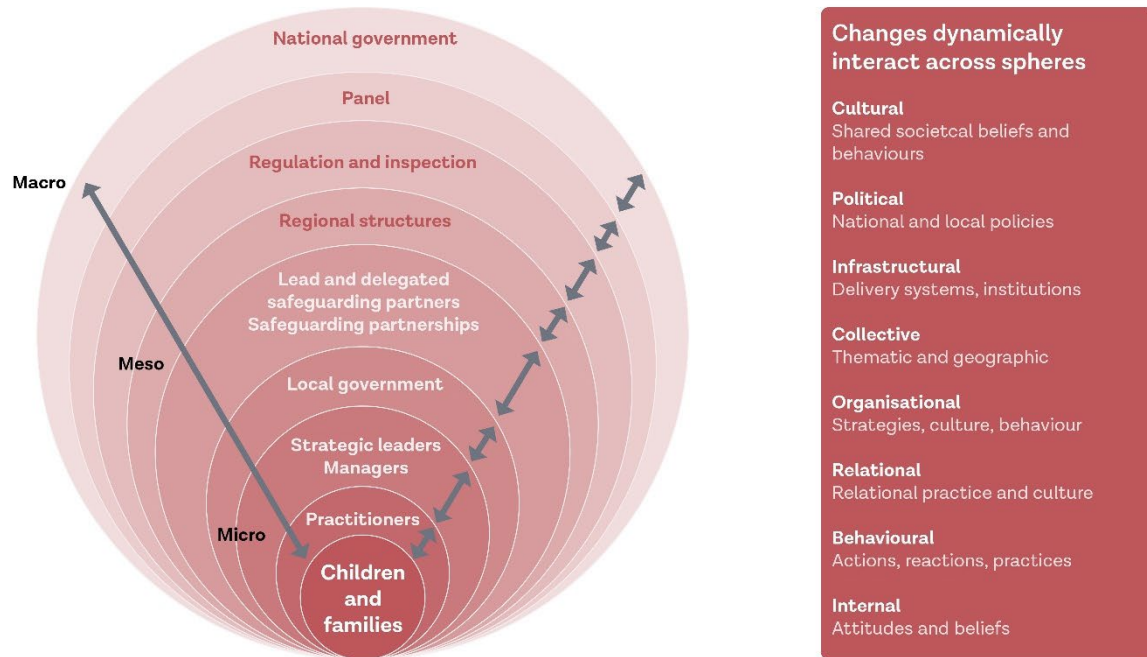 National government
Panel
Regulation and inspection
Macro
Regional structures
Lead and delegated
safeguarding partners
Safeguarding partnerships
Meso
Local government
Strategic leaders
Managers
Practitioners
Micro
Children
and
families
Changes dynamically
interact across spheres
Cultural
Shared societcal beliefs and
behaviours
Political
National and local policies
Infrastructural
Delivery systems, institutions
Collective
Thematic and geographic
Organisational
Strategies, culture, behaviour
Relational
Relational practice and culture
Behavioural
Actions, reactions, practices
Internal
Attitudes and beliefs